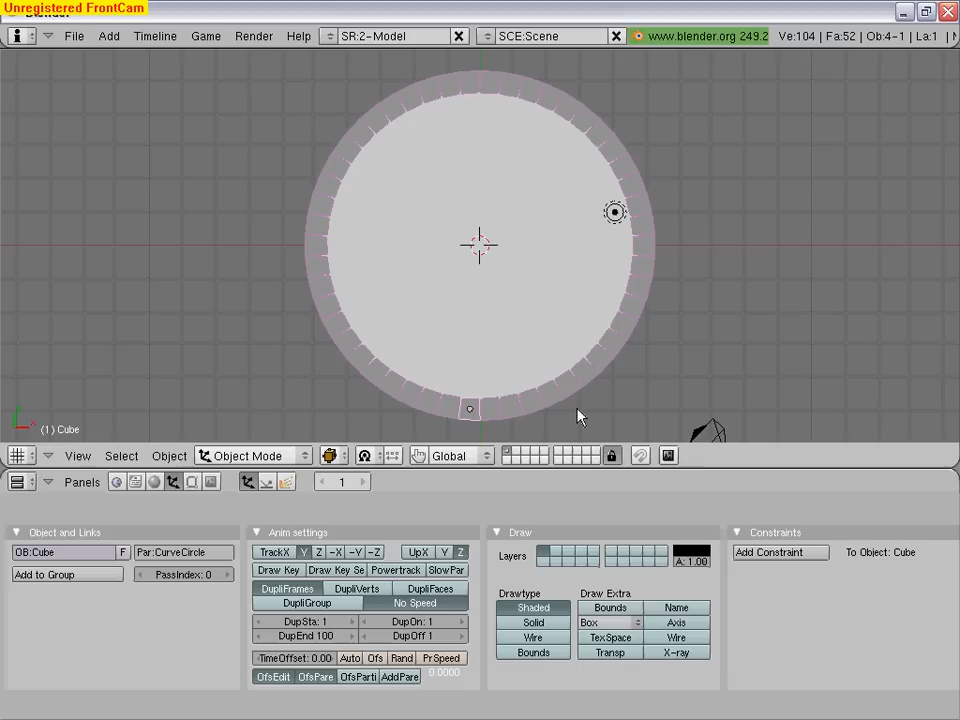 Unregistered FrontCam
File Add Timeline Game Render Help SR:2-Model SCE:Scene www.blender.org 249.2 Ve:104 | Fa:52 | Ob:4-1 | La:1 |
(1) Cube
View Select Object Object Mode Global
Panels 1
Object and Links
OB:Cube F Par:CurveCircle
Add to Group PassIndex: 0
Anim settings
TrackX Y Z -X -Y -Z UpX Y Z
Draw Key Draw Key Se Powertrack SlowPar
DupliFrames DupliVerts DupliFaces
DupliGroup No Speed
DupSta: 1 DupOn: 1
DupEnd 100 DupOff 1
TimeOffset: 0.00 Auto Ofs Rand PrSpeed
OfsEdit OfsPare OfsParti AddPare 0.0000
Draw
Layers A: 1.00
Drawtype Draw Extra
Shaded Bounds Name
Solid Box Axis
Wire TexSpace Wire
Bounds Transp X-ray
Constraints
Add Constraint To Object: Cube